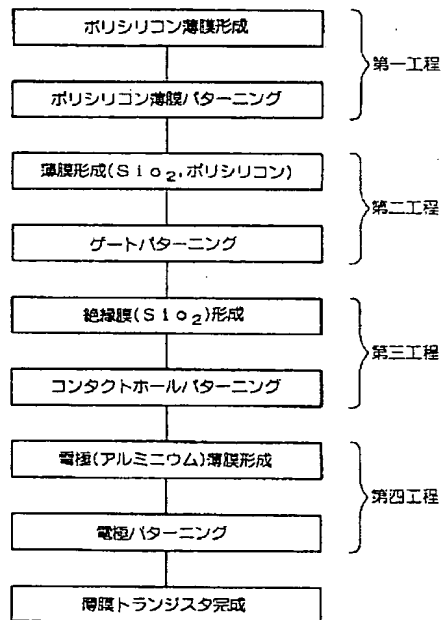 ポリシリコン薄膜形成
ポリシリコン薄膜パターニング
第一工程
薄膜形成(Sio2,ポリシリコン)
ゲートパターニング
第二工程
絶縁膜(Sio2)形成
コンタクトホールパターニング
第三工程
電極(アルミニウム)薄膜形成
電極パターニング
第四工程
薄膜トランジスタ完成